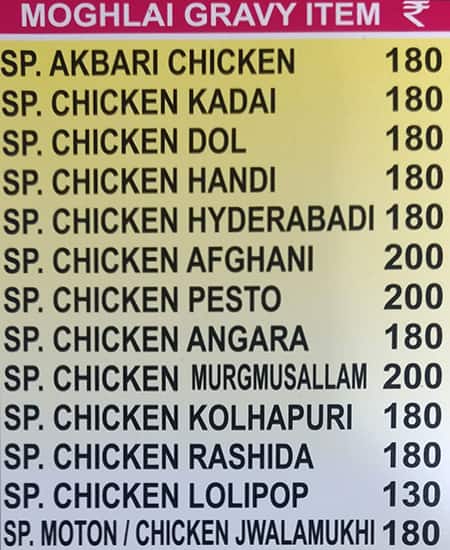 MOGHLAI GRAVY ITEM ₹
SP. AKBARI CHICKEN 180
SP. CHICKEN KADAI 180
SP. CHICKEN DOL 180
SP. CHICKEN HANDI 180
SP. CHICKEN HYDERABADI 180
SP. CHICKEN AFGHANI 200
SP. CHICKEN PESTO 200
SP. CHICKEN ANGARA 180
SP. CHICKEN MURGMUSALLAM 200
SP. CHICKEN KOLHAPURI 180
SP. CHICKEN RASHIDA 180
SP. CHICKEN LOLIPOP 130
SP. MOTON / CHICKEN JWALAMUKHI 180